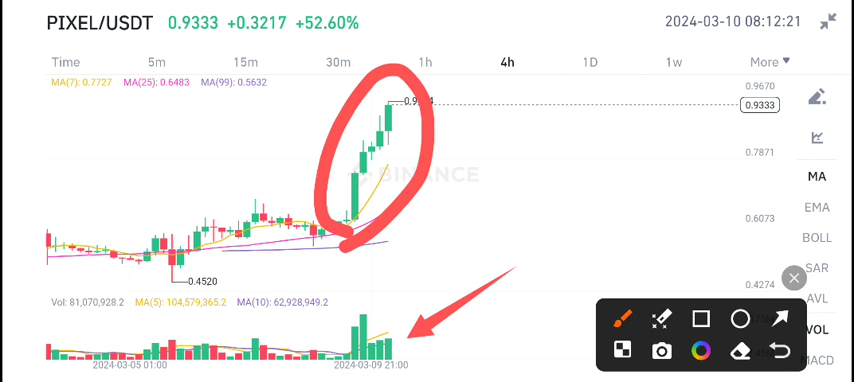 PIXEL/USDT 0.9333 +0.3217 +52.60% 2024-03-10 08:12:21
Time 5m 15m 30m 1h 4h 1D 1w More
MA(7): 0.7727 MA(25): 0.6483 MA(99): 0.5632
0.9670
0.9333
0.7871
BINANCE
MA
EMA
0.6073
BOLL
SAR
0.4520
0.4274
AVL
Vol: 81,070,928.2 MA(5): 104,579,365.2 MA(10): 62,928,949.2
VOL
MACD
2024-03-05 01:00 2024-03-09 21:00